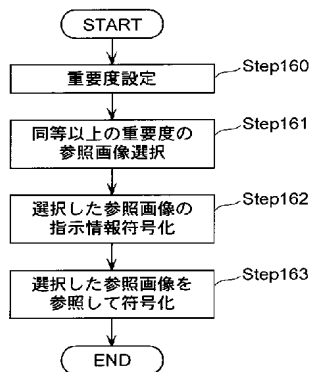 START
重要度設定
Step160
同等以上の重要度の
参照画像選択
Step161
選択した参照画像の
指示情報符号化
Step162
選択した参照画像を
参照して符号化
Step163
END